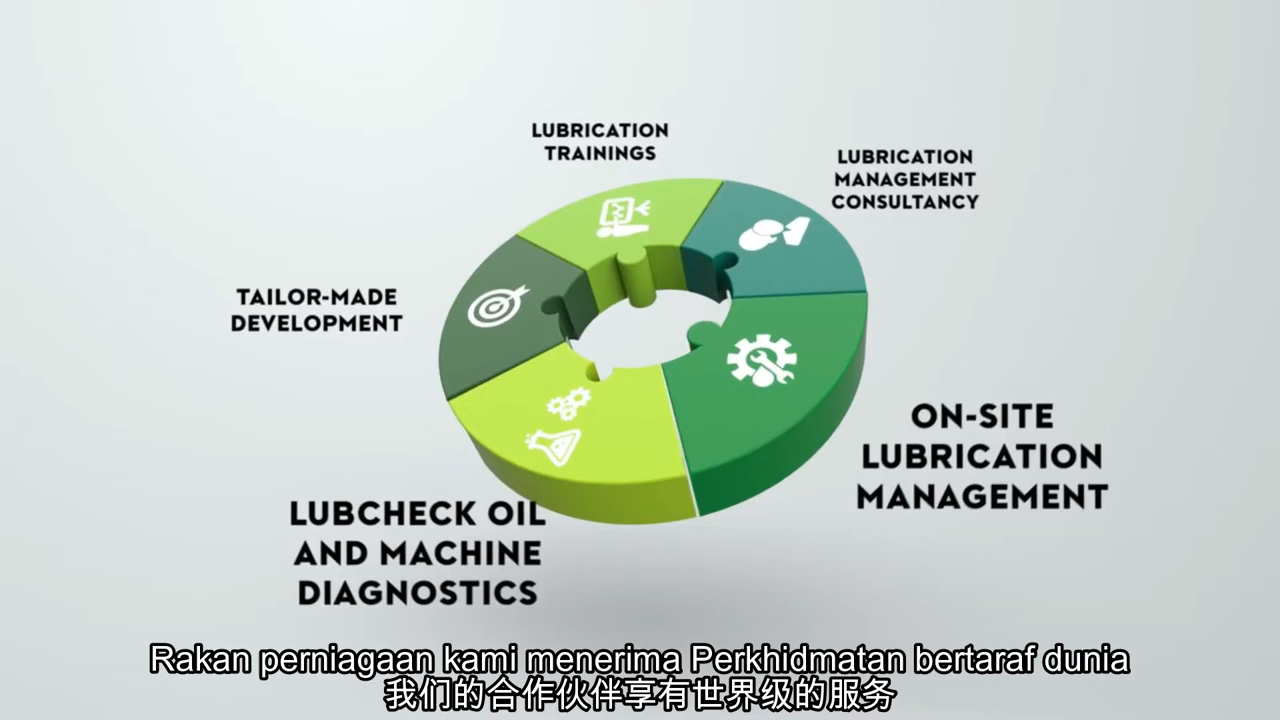 LUBRICATION
TRAININGS
LUBRICATION
MANAGEMENT
CONSULTANCY
TAILOR-MADE
DEVELOPMENT
ON-SITE
LUBRICATION
MANAGEMENT
LUBCHECK OIL
AND MACHINE
DIAGNOSTICS
Rakan perniagaan kami menerima Perkhidmatan bertaraf dunia
我们的合作伙伴享有世界级的服务